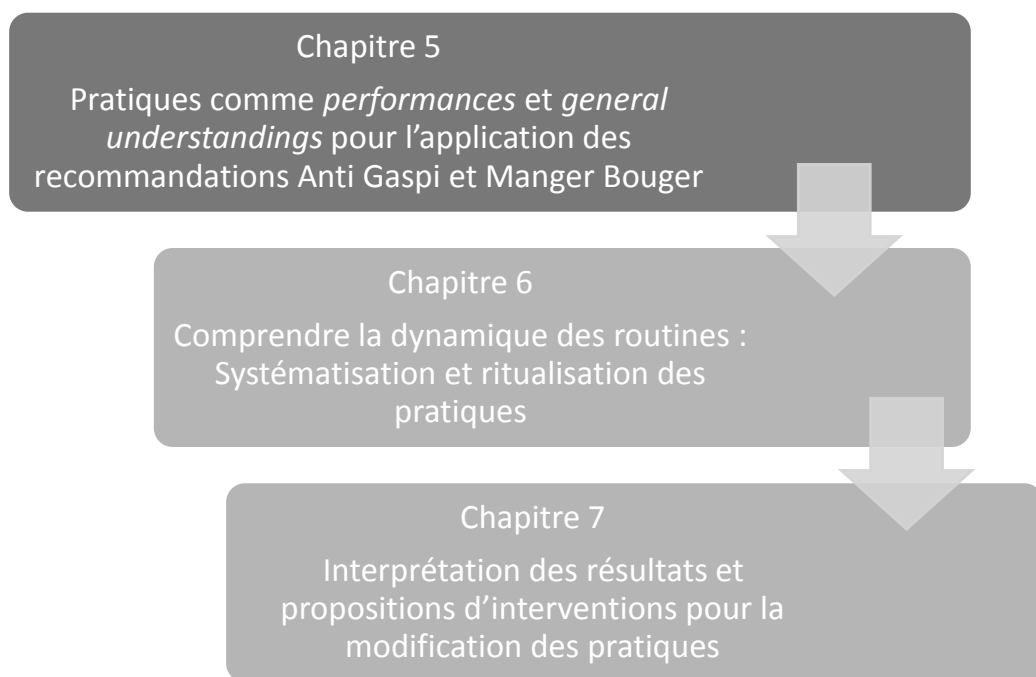 Chapitre 5
Pratiques comme performances et general
understandings pour l’application des
recommandations Anti Gaspi et Manger Bouger
Chapitre 6
Comprendre la dynamique des routines :
Systématisation et ritualisation des
pratiques
Chapitre 7
Interprétation des résultats et
propositions d’interventions pour la
modification des pratiques